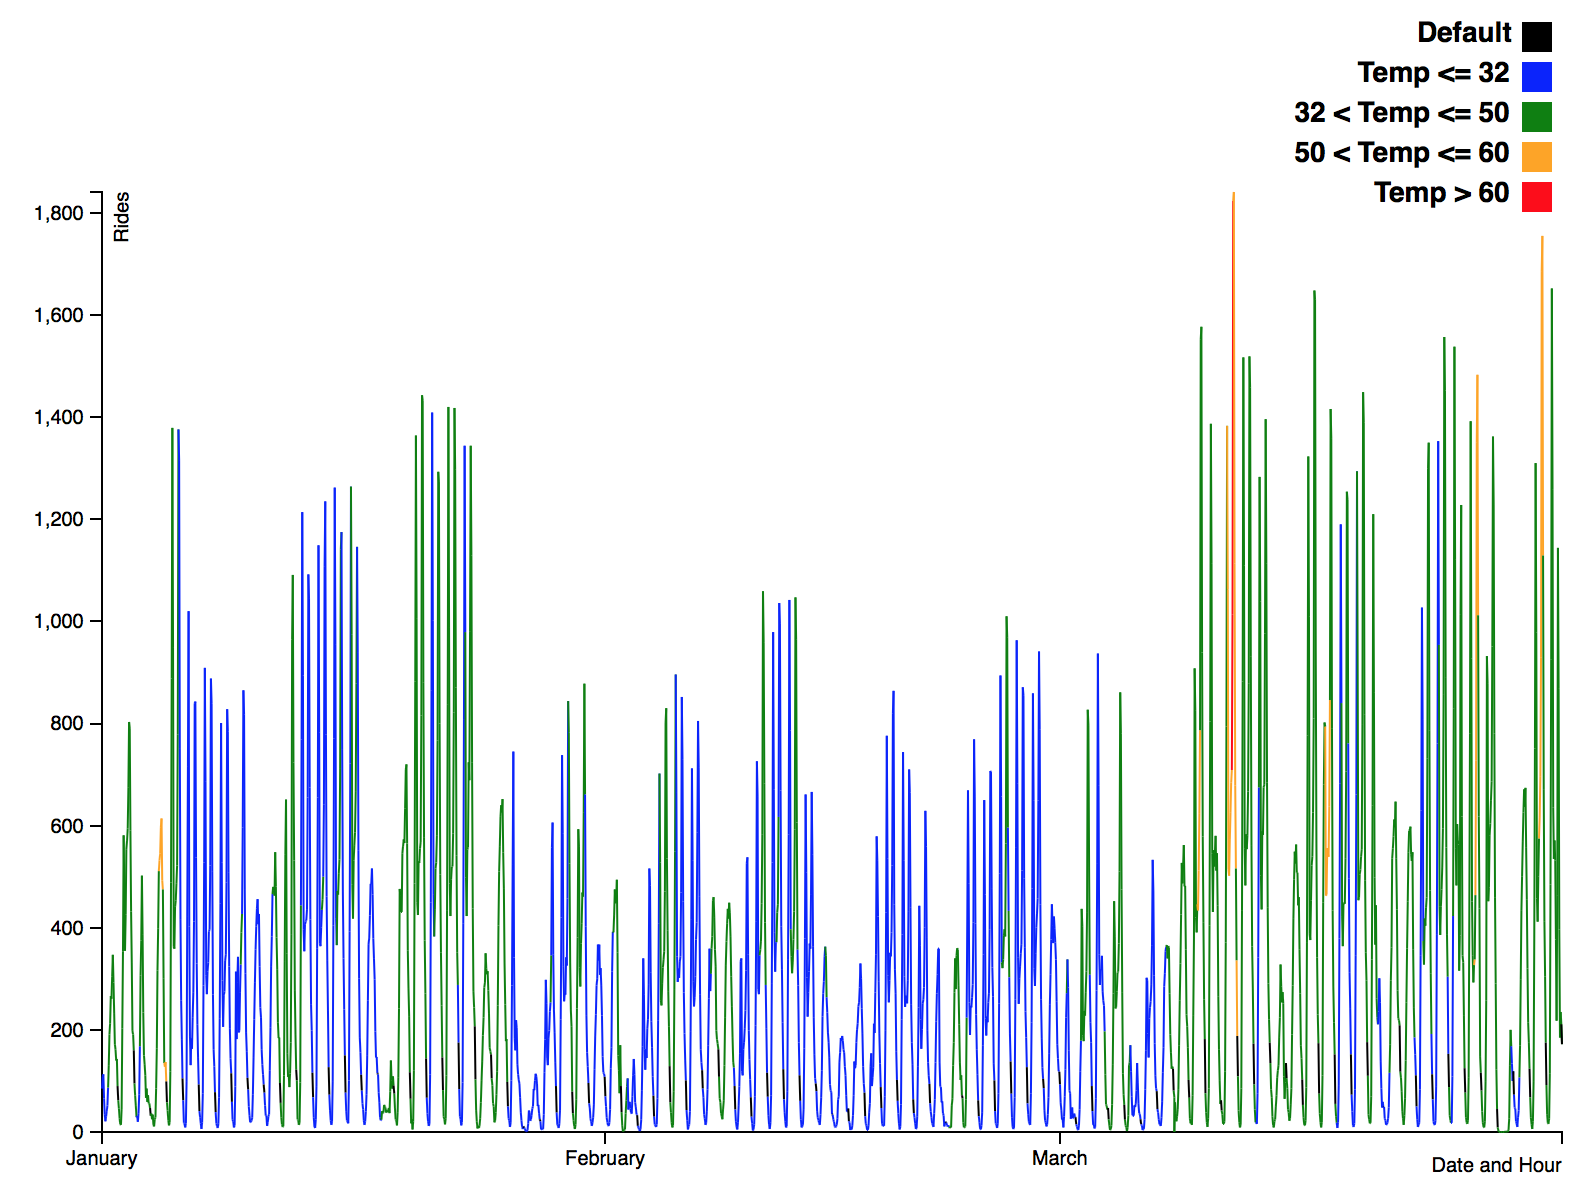 Default
Temp <= 32
32 < Temp <= 50
50 < Temp <= 60
Temp > 60
Rides
1,800
1,600
1,400
1,200
1,000
800
600
400
200
0
January
February
March
Date and Hour